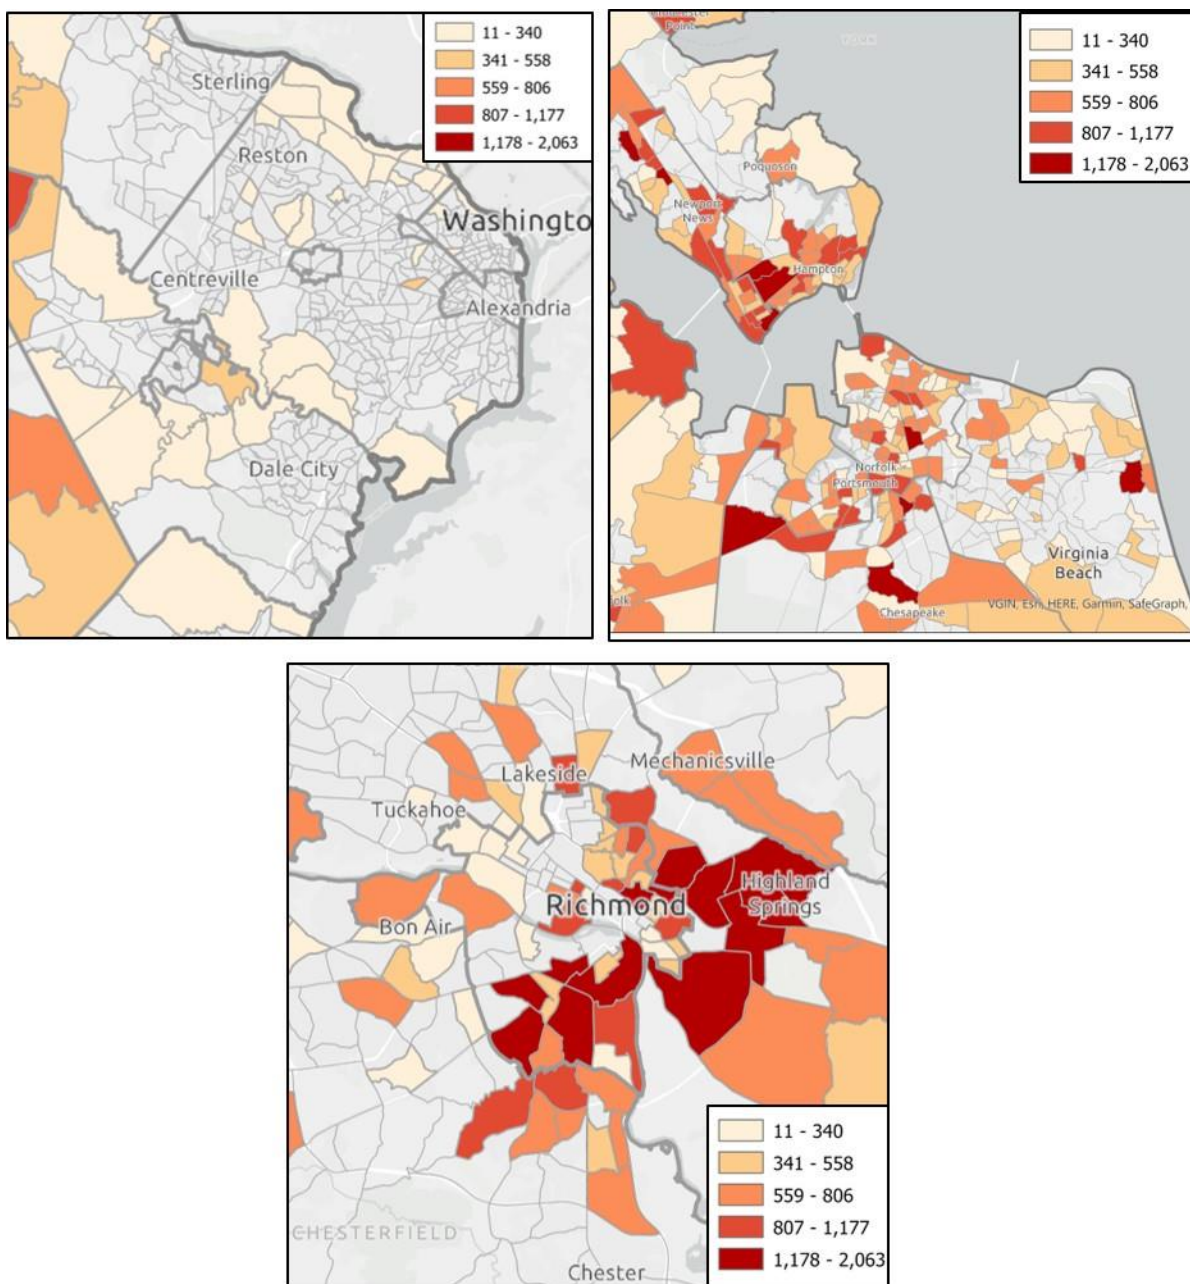 11 - 340
341 - 558
559 - 806
807 - 1,177
1,178 - 2,063
Sterling
Reston
Washingto
Centreville
Alexandria
Dale City
Point
YORK
11 - 340
341 - 558
559 - 806
807 - 1,177
1,178 - 2,063
Poquoson
Newport
News
Hampton
Norfolk
Portsmouth
Virginia
Beach
olk
VGIN, Esri, HERE, Garmin, SafeGraph,
Chesapeake
Lakeside
Mechanicsville
Tuckahoe
Highland
Springs
Richmond
Bon Air
11 - 340
341 - 558
559 - 806
807 - 1,177
1,178 - 2,063
CHESTERFIELD
Chester